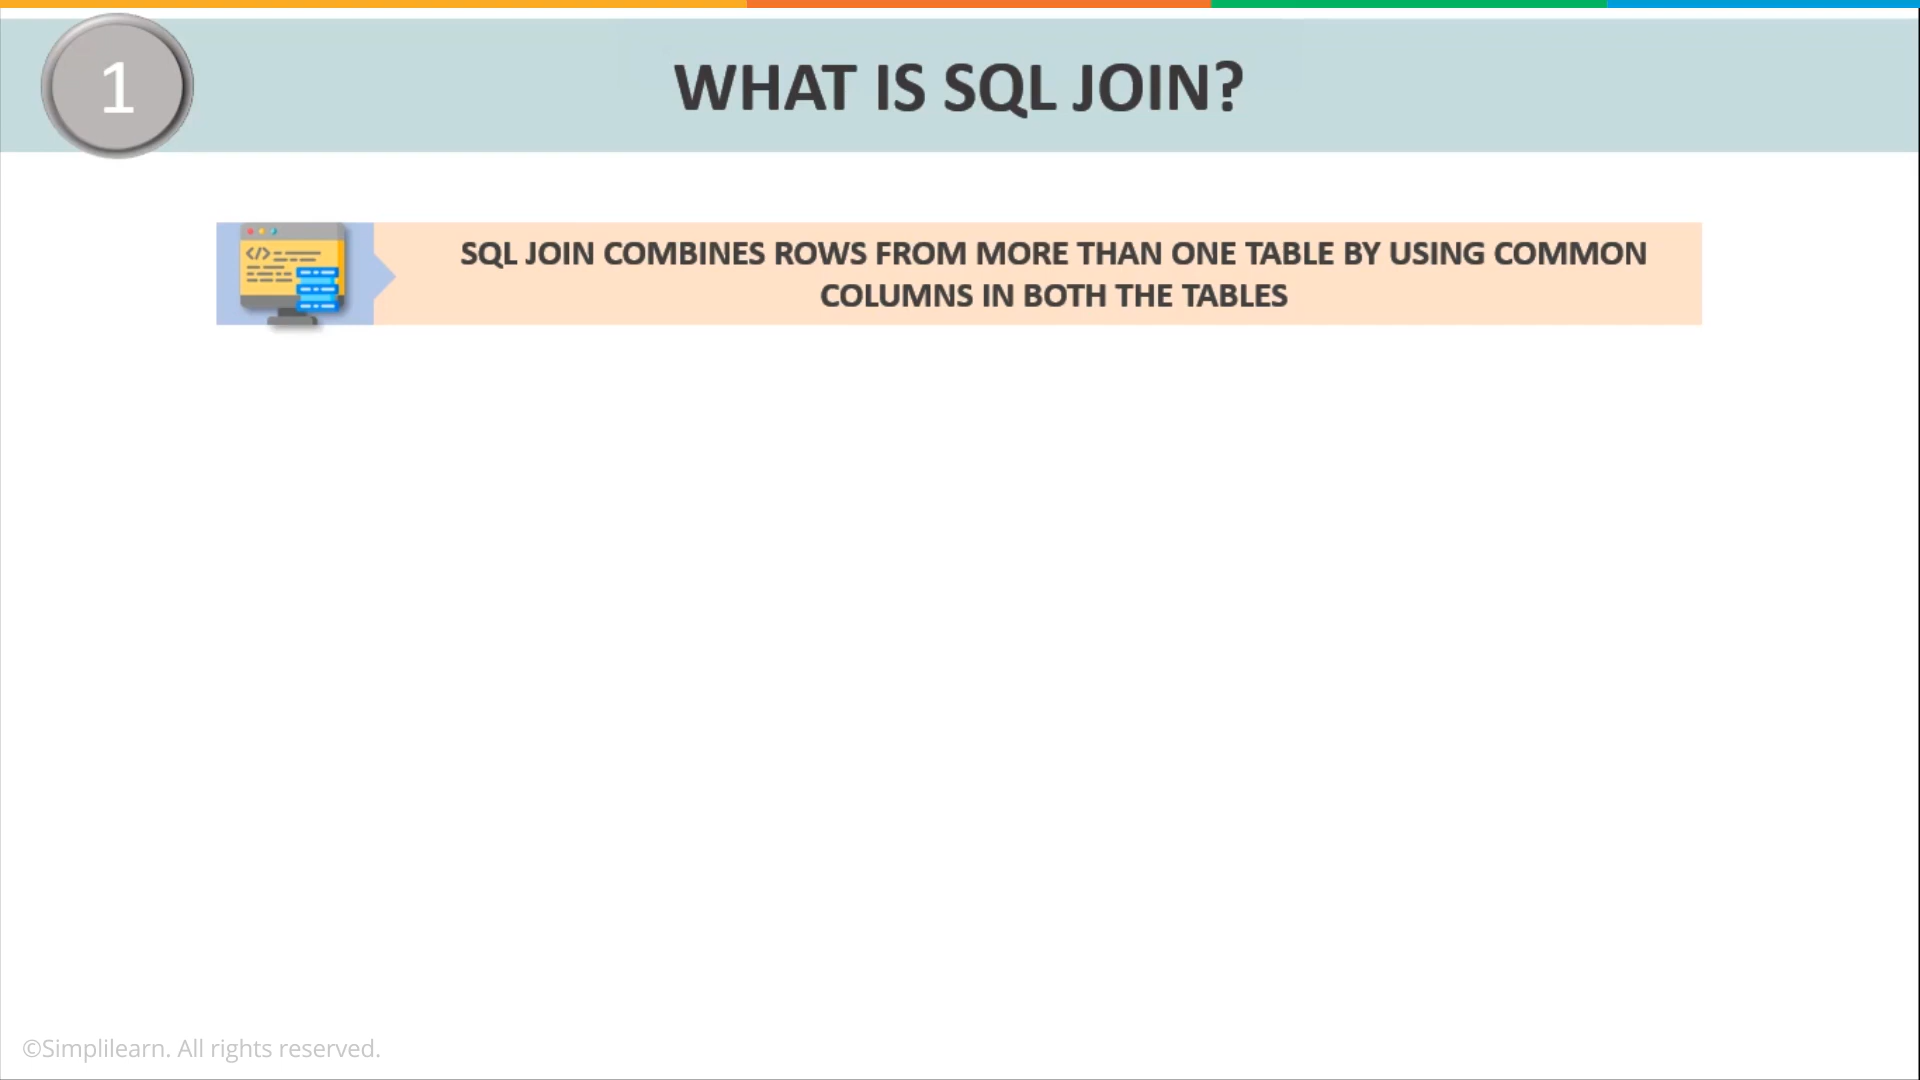 1
WHAT IS SQL JOIN?
</>
SQL JOIN COMBINES ROWS FROM MORE THAN ONE TABLE BY USING COMMON
COLUMNS IN BOTH THE TABLES
©Simplilearn. All rights reserved.